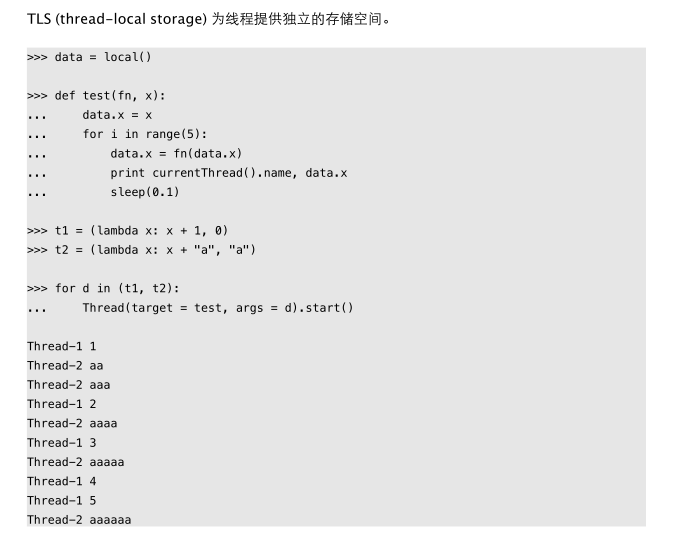 TLS (thread-local storage) 为线程提供独立的存储空间。
>>> data = local()
>>> def test(fn, x):
...     data.x = x
...     for i in range(5):
...         data.x = fn(data.x)
...         print currentThread().name, data.x
...         sleep(0.1)
>>> t1 = (lambda x: x + 1, 0)
>>> t2 = (lambda x: x + "a", "a")
>>> for d in (t1, t2):
...     Thread(target = test, args = d).start()
Thread-1 1
Thread-2 aa
Thread-2 aaa
Thread-1 2
Thread-2 aaaa
Thread-1 3
Thread-2 aaaaa
Thread-1 4
Thread-1 5
Thread-2 aaaaaa